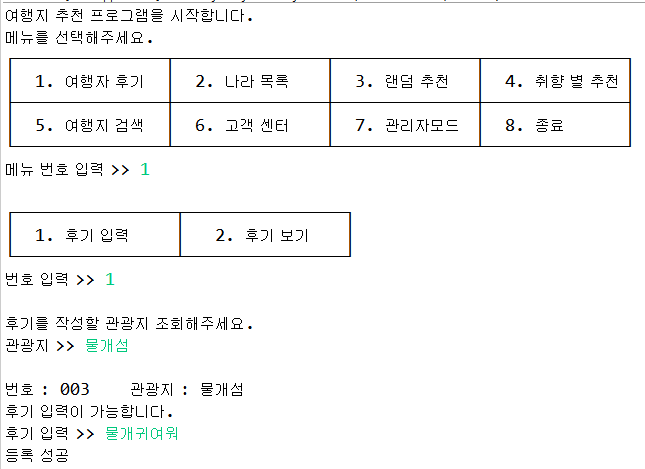 여행지 추천 프로그램을 시작합니다.
메뉴를 선택해주세요.
1. 여행자 후기 2. 나라 목록 3. 랜덤 추천 4. 취향 별 추천
5. 여행지 검색 6. 고객 센터 7. 관리자모드 8. 종료
메뉴 번호 입력 >> 1
1. 후기 입력 2. 후기 보기
번호 입력 >> 1
후기를 작성할 관광지 조회해주세요.
관광지 >> 물개섬
번호 : 003 관광지 : 물개섬
후기 입력이 가능합니다.
후기 입력 >> 물개귀여워
등록 성공